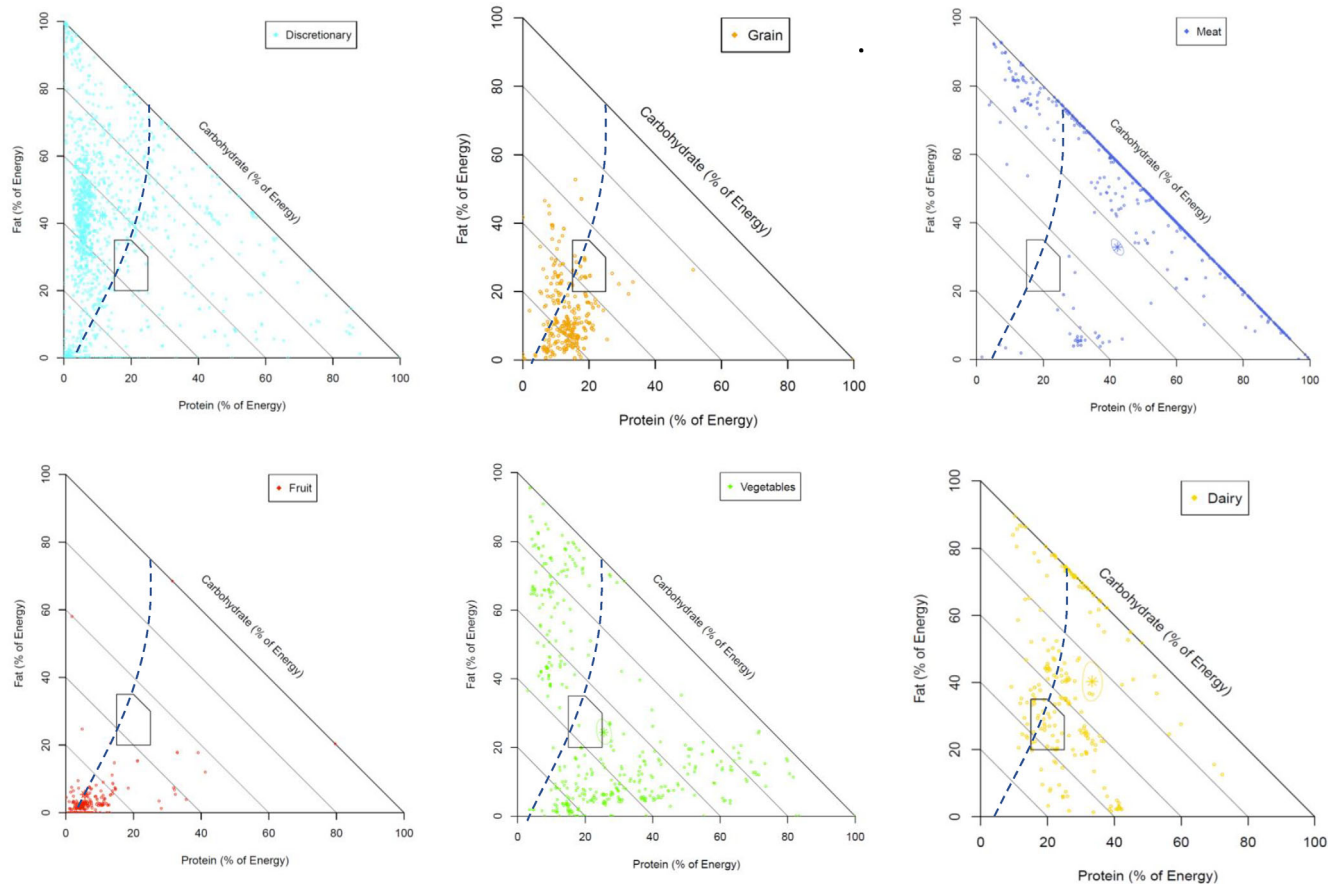 Discretionary
Fat (% of Energy)
0 20 40 60 80 100
Carbohydrate (% of Energy)
0 20 40 60 80 100
Protein (% of Energy)
Grain
Fat (% of Energy)
0 20 40 60 80 100
Carbohydrate (% of Energy)
0 20 40 60 80 100
Protein (% of Energy)
Meat
Fat (% of Energy)
0 20 40 60 80 100
Carbohydrate (% of Energy)
0 20 40 60 80 100
Protein (% of Energy)
Fruit
Fat (% of Energy)
0 20 40 60 80 100
Carbohydrate (% of Energy)
0 20 40 60 80 100
Protein (% of Energy)
Vegetables
Fat (% of Energy)
0 20 40 60 80 100
Carbohydrate (% of Energy)
0 20 40 60 80 100
Protein (% of Energy)
Dairy
Fat (% of Energy)
0 20 40 60 80 100
Carbohydrate (% of Energy)
0 20 40 60 80 100
Protein (% of Energy)